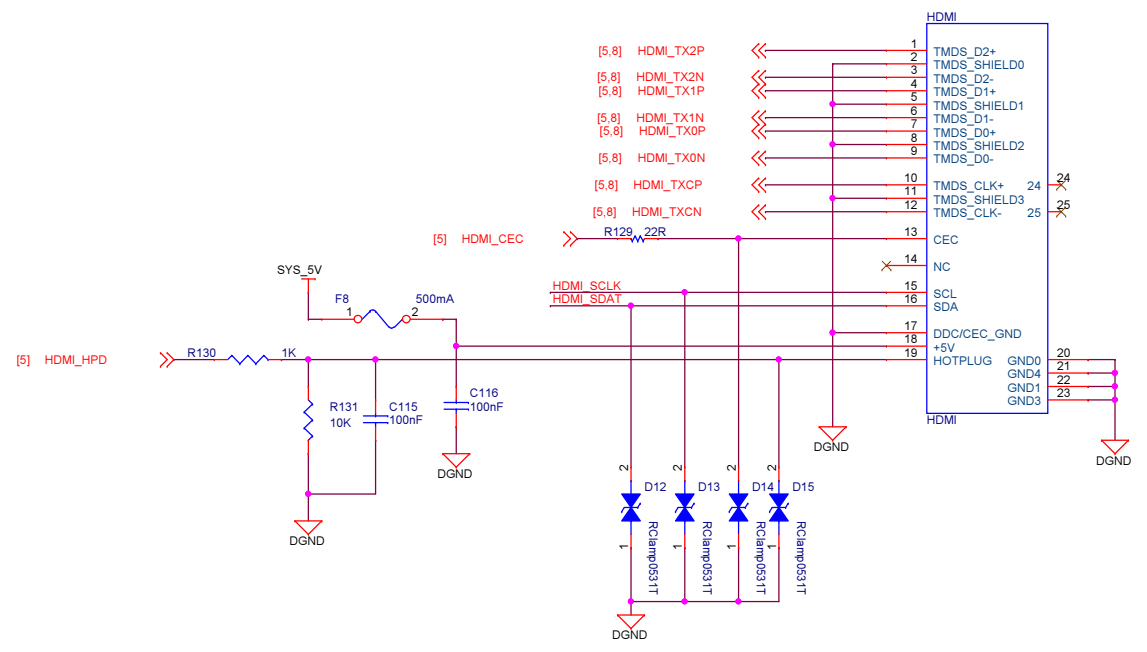 HDMI
[5,8] HDMI_TX2P 1 TMDS_D2+
2 TMDS_SHIELD0
[5,8] HDMI_TX2N 3 TMDS_D2-
[5,8] HDMI_TX1P 4 TMDS_D1+
5 TMDS_SHIELD1
[5,8] HDMI_TX1N 6 TMDS_D1-
[5,8] HDMI_TX0P 7 TMDS_D0+
8 TMDS_SHIELD2
[5,8] HDMI_TX0N 9 TMDS_D0-
[5,8] HDMI_TXCP 10 TMDS_CLK+ 24 24
11 TMDS_SHIELD3
[5,8] HDMI_TXCN 12 TMDS_CLK- 25 25
[5] HDMI_CEC R129 22R 13 CEC
14 NC
SYS_5V
HDMI_SCLK 15 SCL
HDMI_SDAT 16 SDA
F8 500mA
1 2
17 DDC/CEC_GND
18 +5V
[5] HDMI_HPD R130 1K 19 HOTPLUG GND0 20
GND4 21
GND1 22
GND3 23
C116
100nF
R131
10K
C115
100nF
HDMI
DGND
DGND
DGND
DGND
2 2 2 2
D12 D13 D14 D15
RClamp0531T RClamp0531T RClamp0531T RClamp0531T
1 1 1 1
DGND